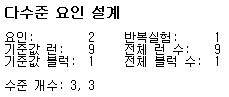 다수준 요인 설계
요인: 2 반복실험: 1
기준값 런: 9 전체 런 수: 9
기준값 블럭: 1 전체 블럭 수: 1
수준 개수: 3, 3